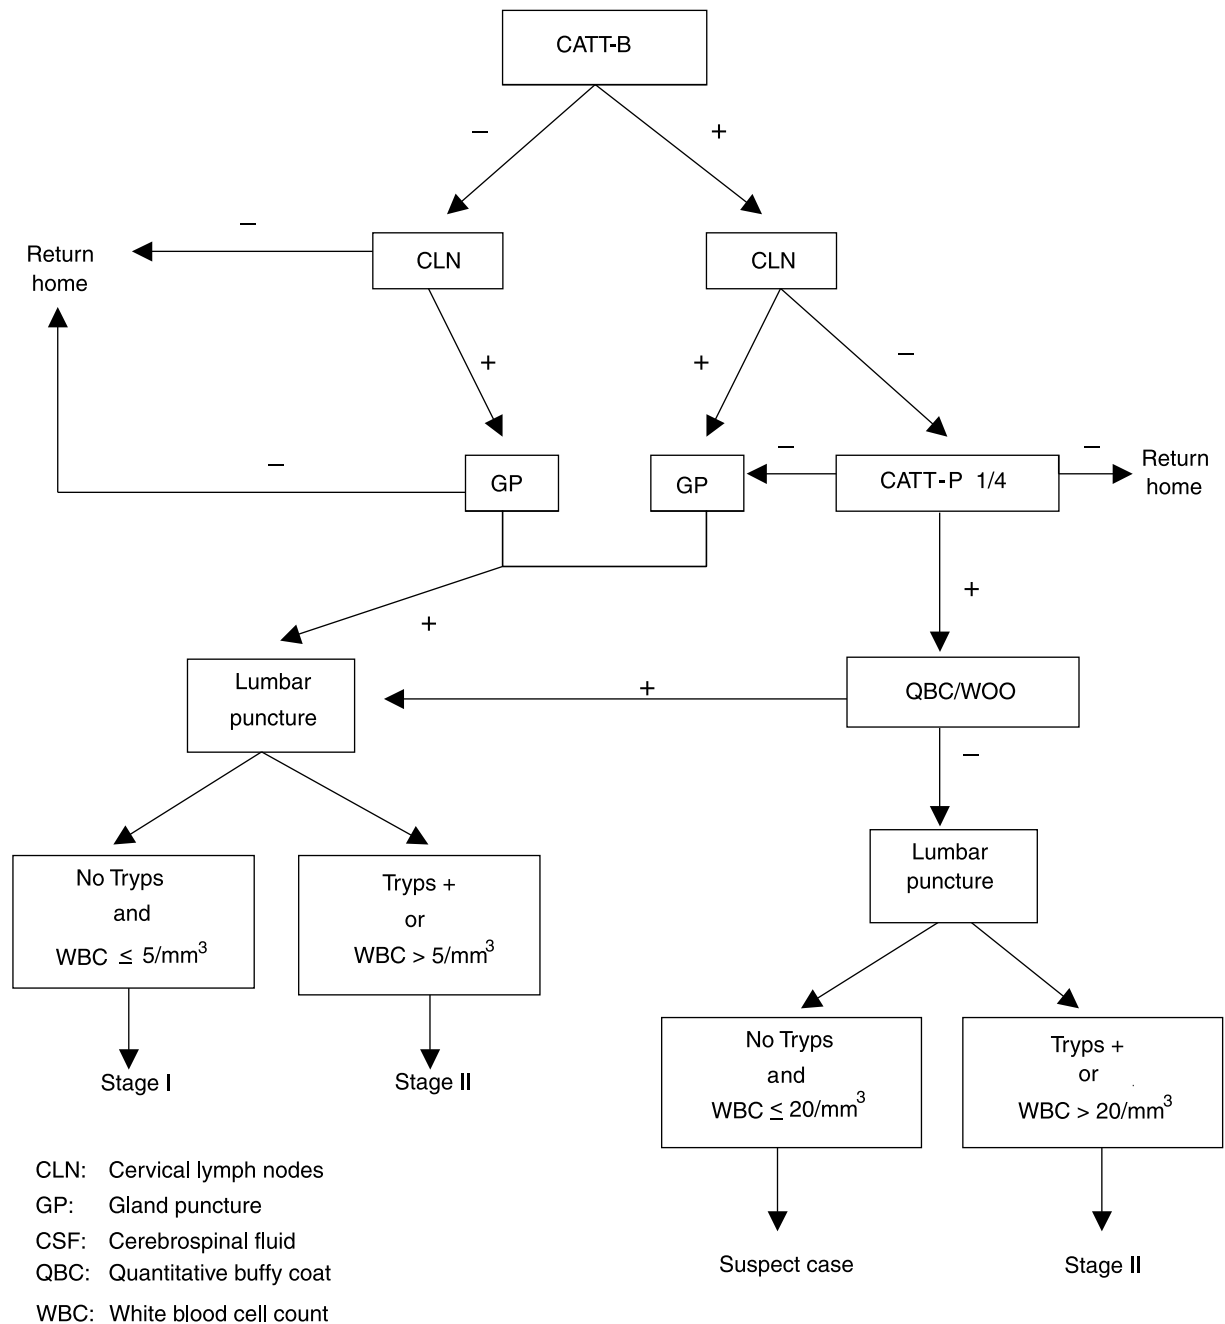 CATT-B
–
+
–
Return
home
CLN
CLN
+
+
–
–
GP
GP
–
CATT-P 1/4
–
Return
home
+
+
Lumbar
puncture
+
QBC/WOO
–
No Tryps
and
WBC ≤ 5/mm³
Tryps +
or
WBC > 5/mm³
Lumbar
puncture
Stage I
Stage II
No Tryps
and
WBC ≤ 20/mm³
Tryps +
or
WBC > 20/mm³
CLN: Cervical lymph nodes
GP: Gland puncture
CSF: Cerebrospinal fluid
QBC: Quantitative buffy coat
WBC: White blood cell count
Suspect case
Stage II